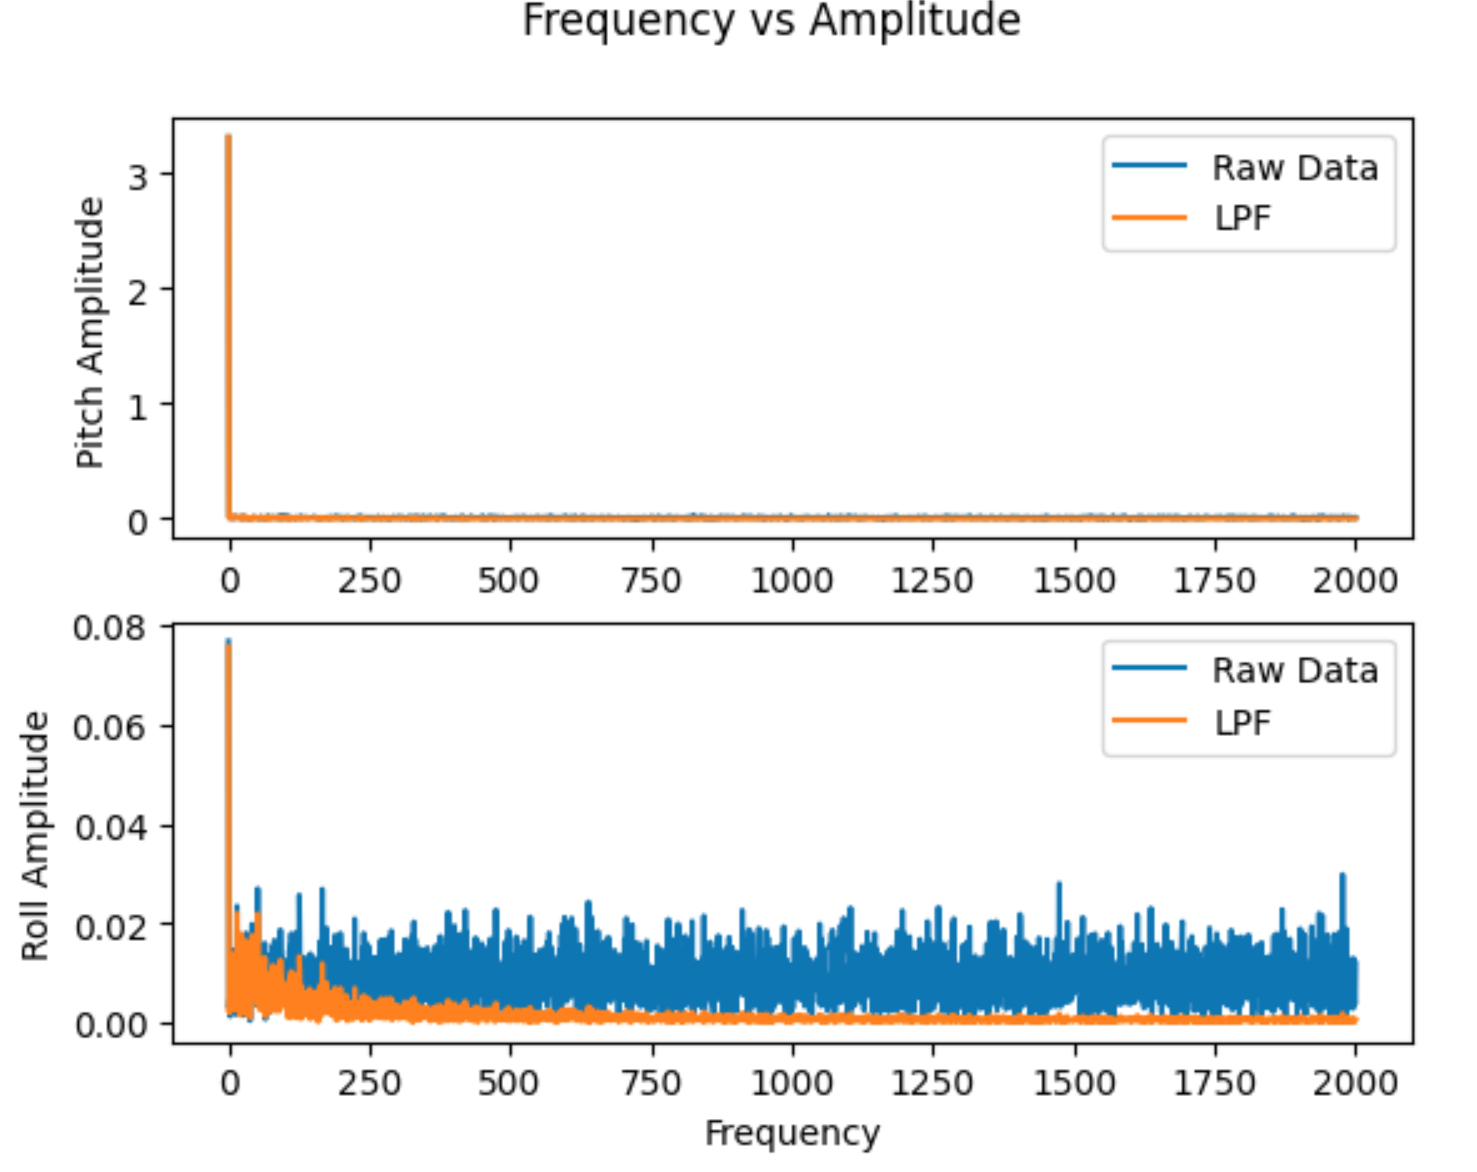 Frequency vs Amplitude
Pitch Amplitude
3
2
1
0
Raw Data
LPF
0 250 500 750 1000 1250 1500 1750 2000
Roll Amplitude
0.08
0.06
0.04
0.02
0.00
Raw Data
LPF
0 250 500 750 1000 1250 1500 1750 2000
Frequency